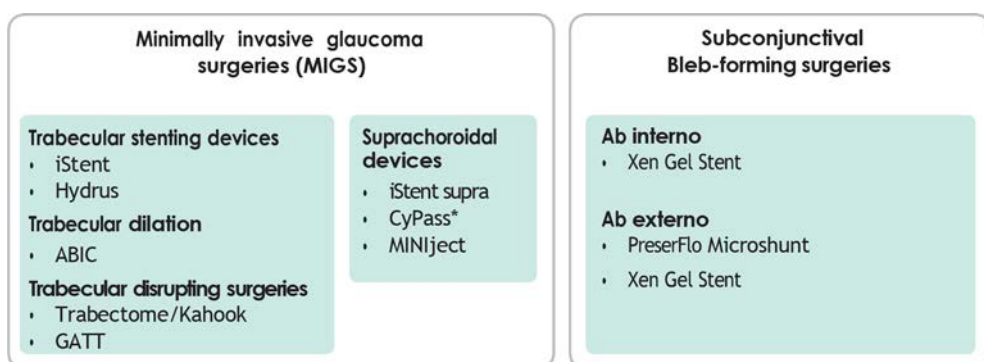 Minimally invasive glaucoma
surgeries (MIGS)
Trabecular stenting devices
• iStent
• Hydrus
Trabecular dilation
• ABIC
Trabecular disrupting surgeries
• Trabectome/Kahook
• GATT
Suprachoroidal
devices
• iStent supra
• CyPass*
• MINIject
Subconjunctival
Bleb-forming surgeries
Ab interno
• Xen Gel Stent
Ab externo
• PreserFlo Microshunt
• Xen Gel Stent